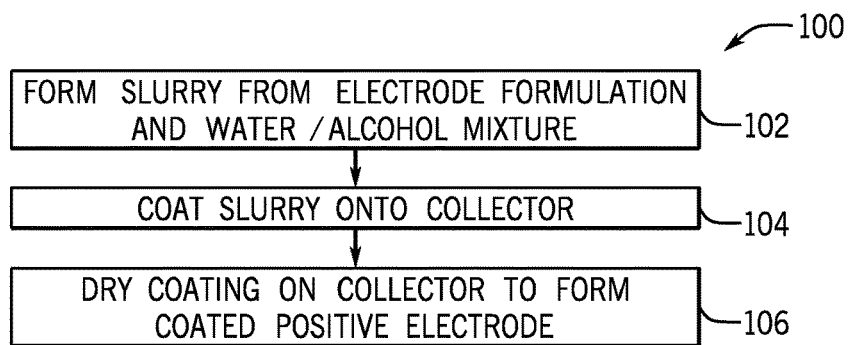 100
FORM SLURRY FROM ELECTRODE FORMULATION
AND WATER / ALCOHOL MIXTURE
102
COAT SLURRY ONTO COLLECTOR
104
DRY COATING ON COLLECTOR TO FORM
COATED POSITIVE ELECTRODE
106